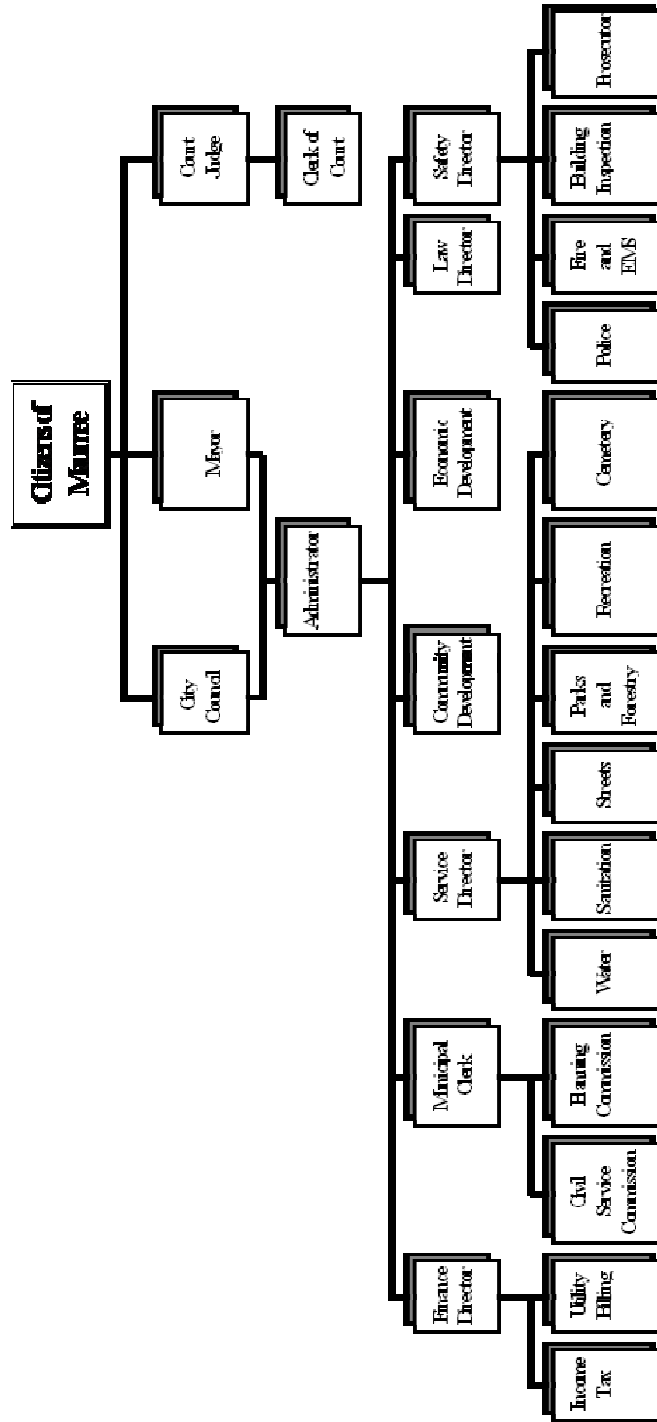 Citizens of
Maumee
City
Council
Mayor
Court
Judge
Administrator
Clerk of
Court
Finance
Director
Municipal
Clerk
Service
Director
Community
Development
Economic
Development
Law
Director
Safety
Director
Income
Tax
Utility
Billing
Civil
Service
Commission
Planning
Commission
Water
Sanitation
Streets
Parks
and
Forestry
Recreation
Cemetery
Police
Fire
and
EMS
Building
Inspection
Prosecutor